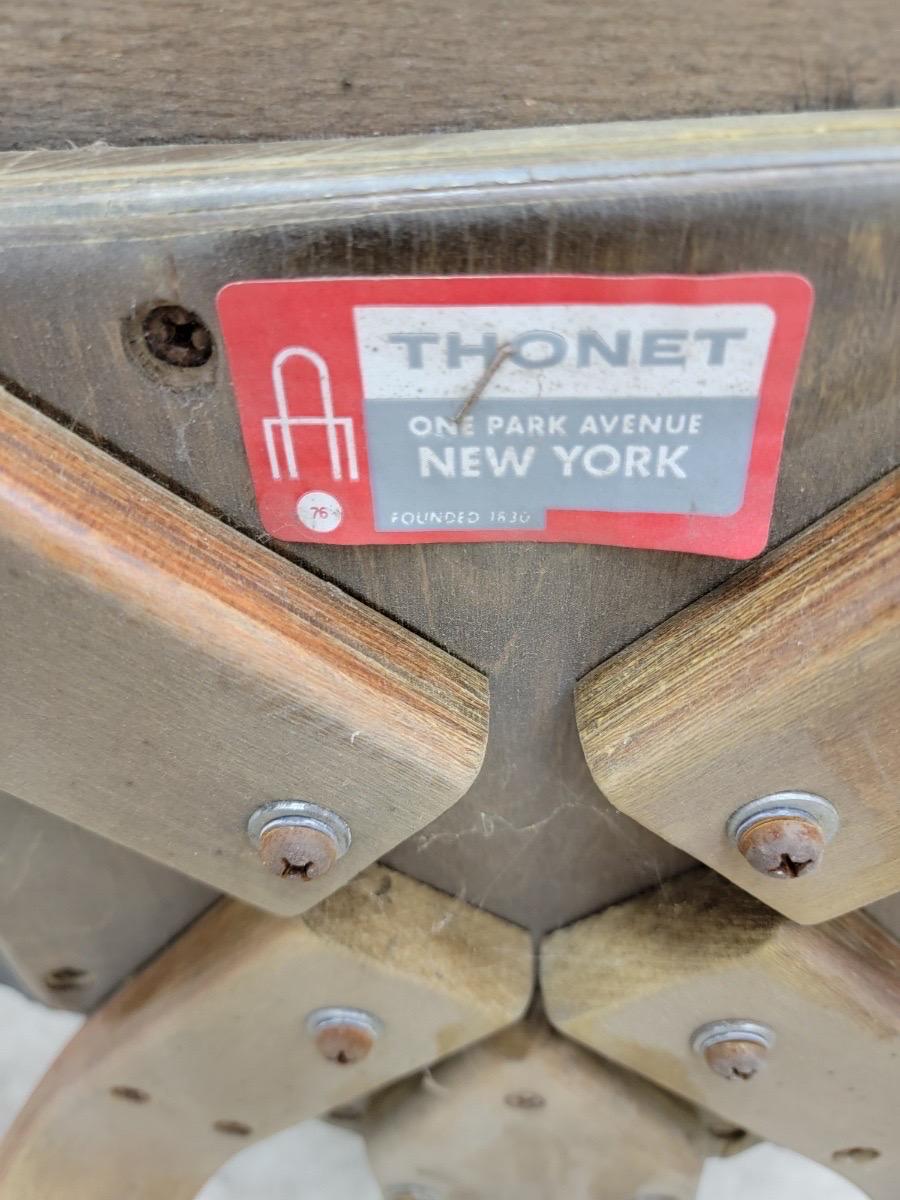 THONET
ONE PARK AVENUE
NEW YORK
76
FOUNDED 1830